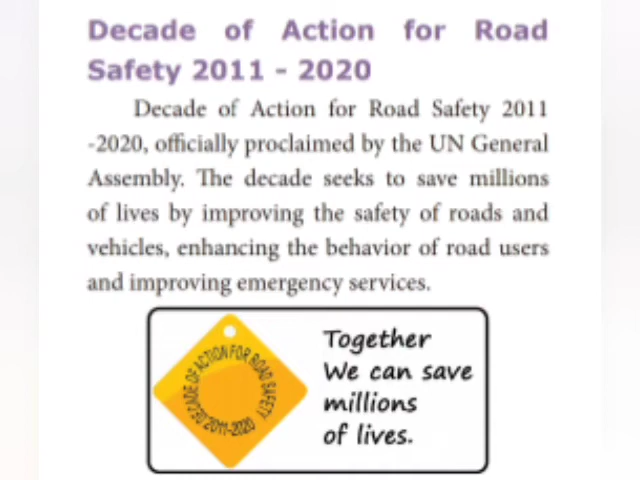 Decade of Action for Road
Safety 2011 - 2020
Decade of Action for Road Safety 2011
-2020, officially proclaimed by the UN General
Assembly. The decade seeks to save millions
of lives by improving the safety of roads and
vehicles, enhancing the behavior of road users
and improving emergency services.
DECADE OF ACTION FOR ROAD SAFETY 2011-2020
Together
We can save
millions
of lives.